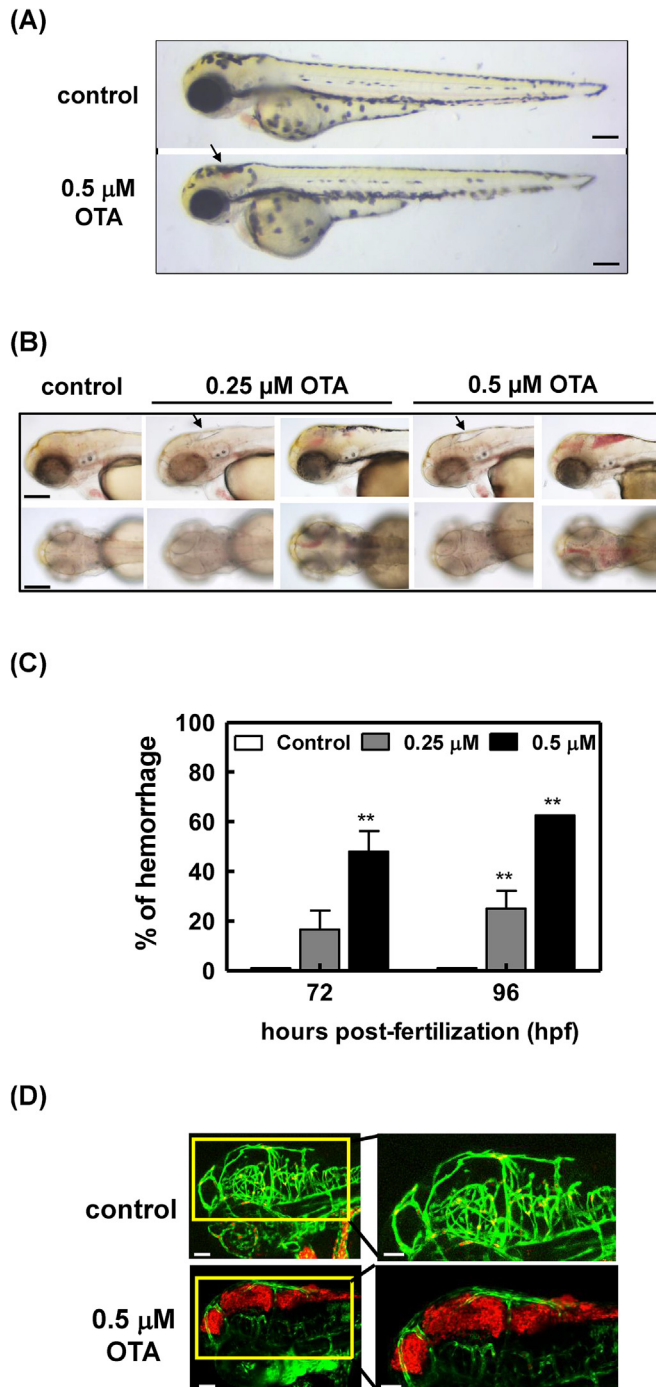 (A)
control
0.5 μM
OTA
(B)
control 0.25 μM OTA 0.5 μM OTA
(C)
% of hemorrhage
100
80
60
40
20
0
Control 0.25 μM 0.5 μM
**
**
**
72 96
hours post-fertilization (hpf)
(D)
control
0.5 μM
OTA